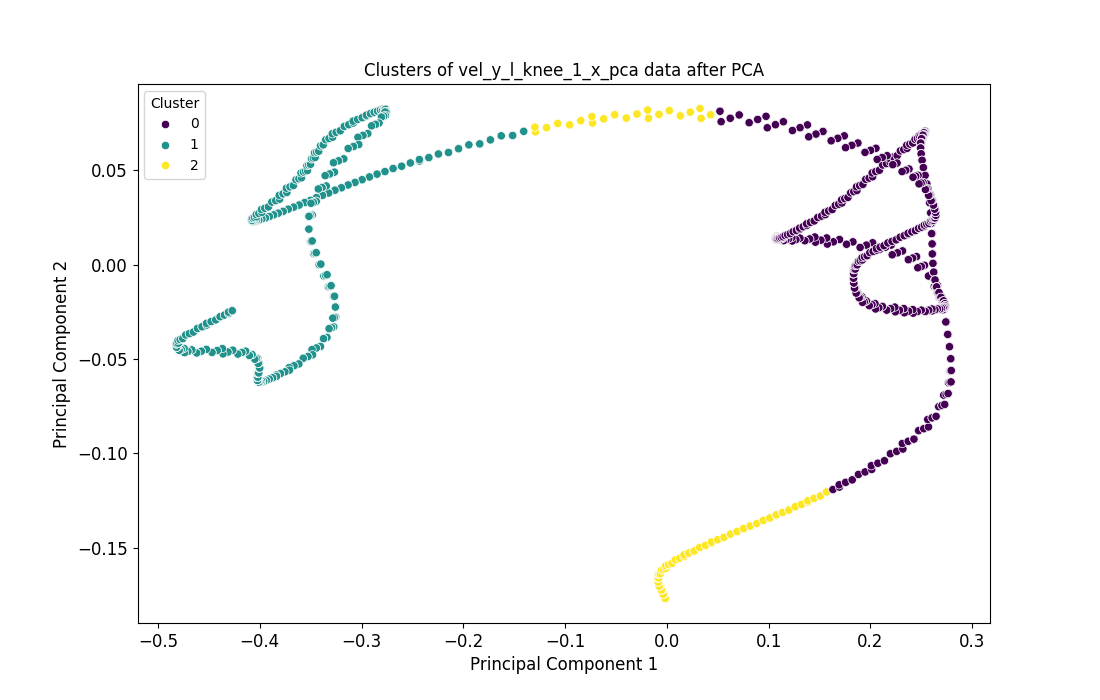 Clusters of vel_y_l_knee_1_x_pca data after PCA
Cluster
0
1
2
Principal Component 2
0.05
0.00
−0.05
−0.10
−0.15
−0.5 −0.4 −0.3 −0.2 −0.1 0.0 0.1 0.2 0.3
Principal Component 1